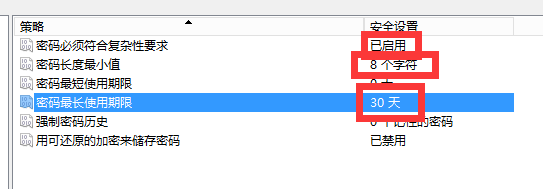 策略 安全设置
密码必须符合复杂性要求 已启用
密码长度最小值 8 个字符
密码最短使用期限
密码最长使用期限 30 天
强制密码历史 0 个记住的密码
用可还原的加密来储存密码 已禁用